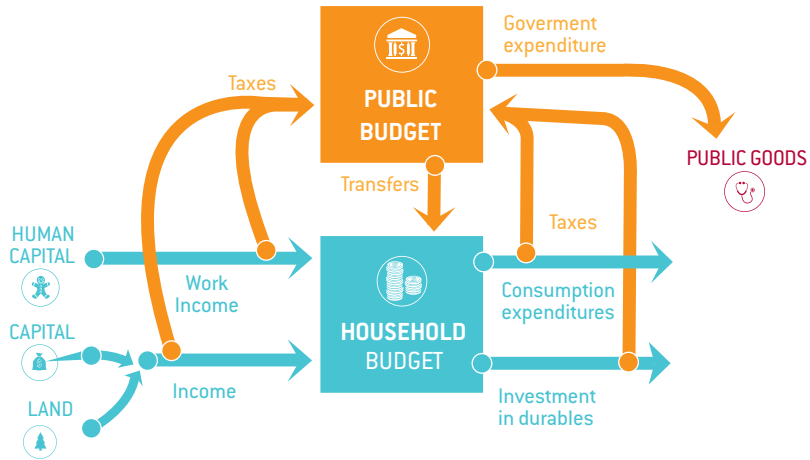 Goverment
expenditure
Taxes
PUBLIC
BUDGET
PUBLIC GOODS
Transfers
Taxes
HUMAN
CAPITAL
Work
Income
Consumption
expenditures
CAPITAL
HOUSEHOLD
BUDGET
Income
Investment
in durables
LAND